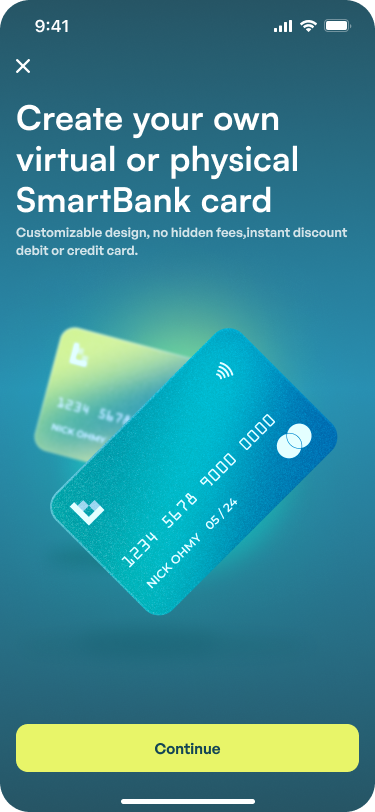 9:41
Create your own
virtual or physical
SmartBank card
Customizable design, no hidden fees,instant discount
debit or credit card.
1234 5678
NICK OHMY
1234 5678 9000 0000
NICK OHMY 05/24
Continue